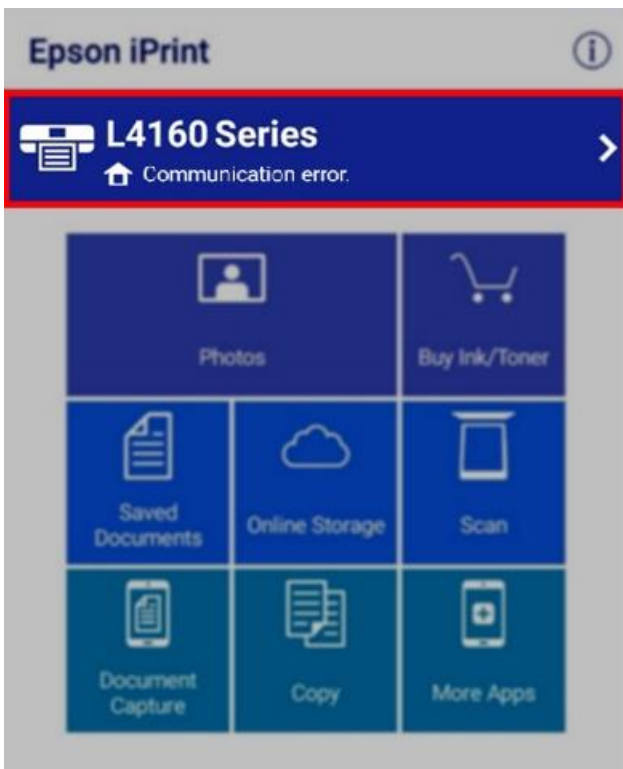 Epson iPrint
L4160 Series
Communication error.
Photos
Buy Ink/Toner
Saved
Documents
Online Storage
Scan
Document
Capture
Copy
More Apps